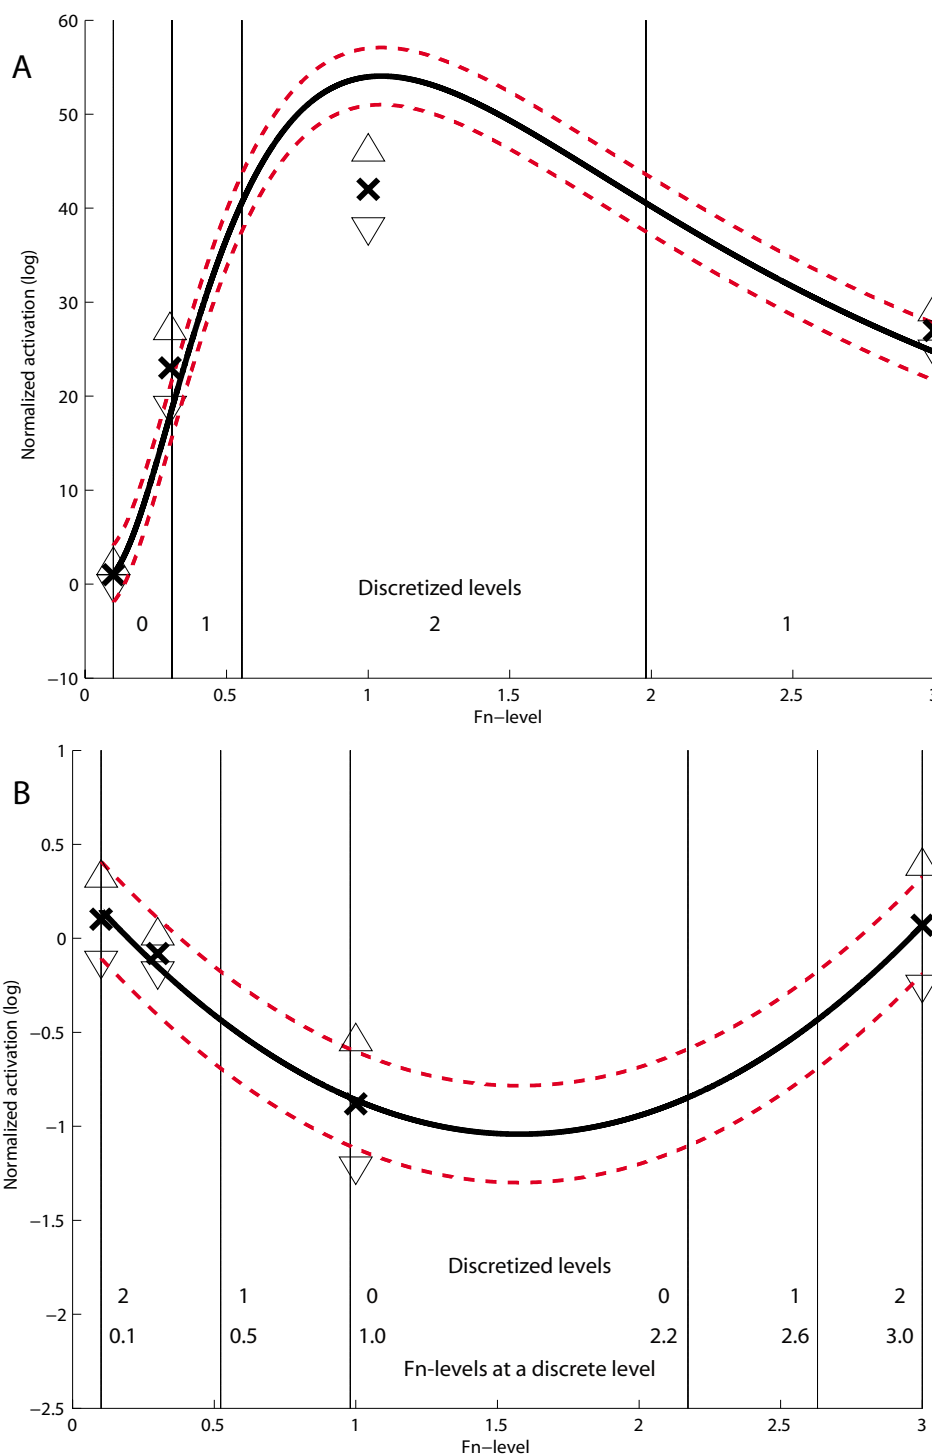 A
60
50
40
30
20
10
0
−10
Normalized activation (log)
Discretized levels
0 1 2 1
0 0.5 1 1.5 2 2.5 3
Fn−level
B
1
0.5
0
−0.5
−1
−1.5
−2
−2.5
Normalized activation (log)
Discretized levels
2 1 0 0 1 2
0.1 0.5 1.0 2.2 2.6 3.0
Fn-levels at a discrete level
0 0.5 1 1.5 2 2.5 3
Fn−level